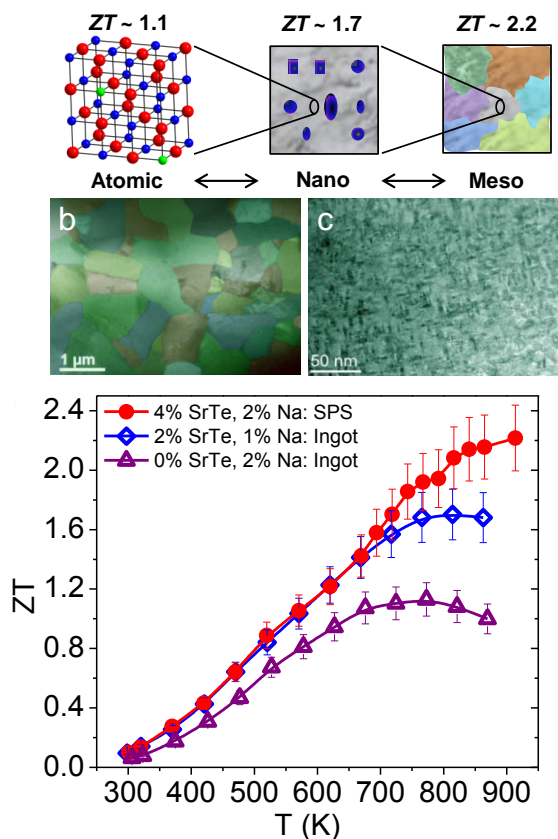 ZT ~ 1.1 ZT ~ 1.7 ZT ~ 2.2
Atomic Nano Meso
b c
1 µm 50 nm
2.4
2.0
1.6
1.2
0.8
0.4
0.0
ZT
4% SrTe, 2% Na: SPS
2% SrTe, 1% Na: Ingot
0% SrTe, 2% Na: Ingot
300 400 500 600 700 800 900
T (K)